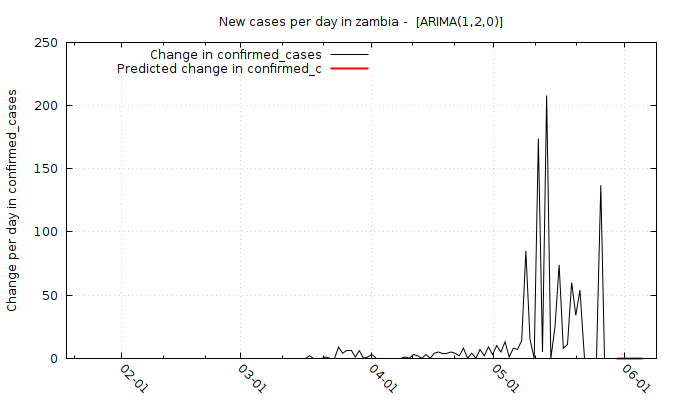 New cases per day in zambia -  [ARIMA(1,2,0)]
Change in confirmed_cases
Predicted change in confirmed_c
Change per day in confirmed_cases
250
200
150
100
50
0
02-01
03-01
04-01
05-01
06-01